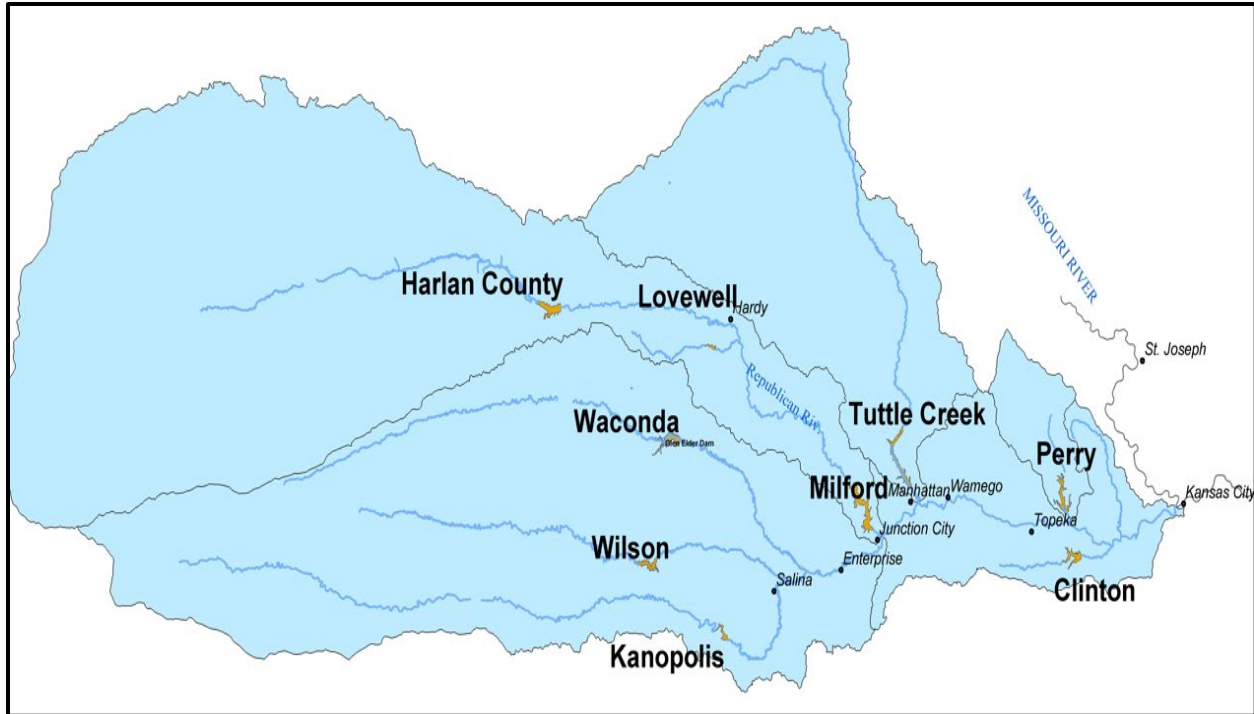 MISSOURI RIVER
Harlan County
Lovewell
Hardy
St. Joseph
Republican Riv
Waconda
Glen Elder Dam
Tuttle Creek
Perry
Milford
Manhattan
Wamego
Kansas City
Topeka
Junction City
Wilson
Enterprise
Salina
Clinton
Kanopolis